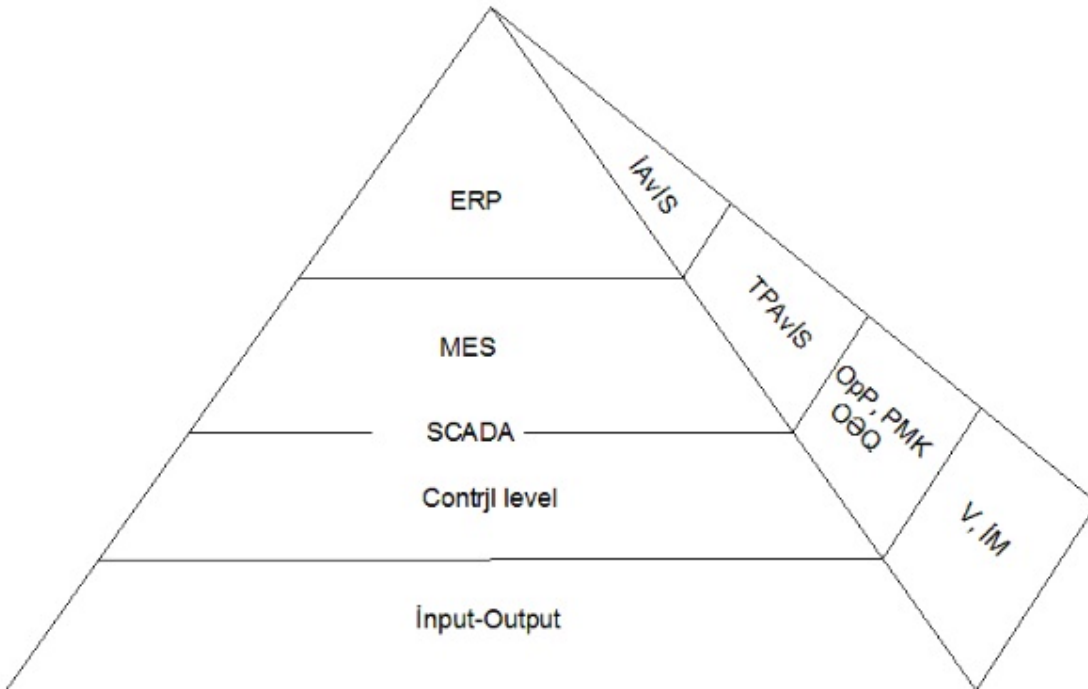 ERP
İAvİS
MES
TPAvİS
SCADA
OpP, PMK
OƏQ
Contrjl level
V, İM
İnput-Output